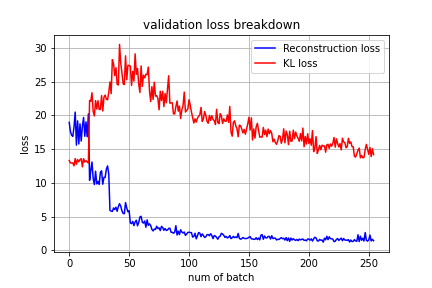 validation loss breakdown
30
25
20
15
10
5
0
loss
Reconstruction loss
KL loss
0
50
100
150
200
250
num of batch